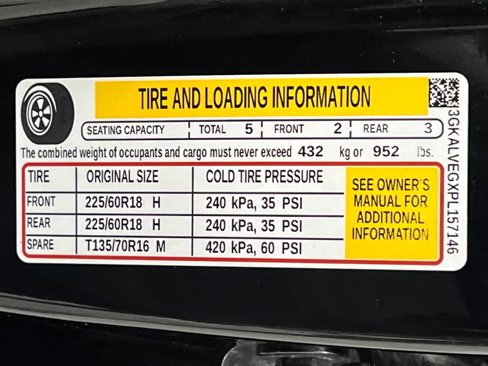 TIRE AND LOADING INFORMATION
SEATING CAPACITY TOTAL 5 FRONT 2 REAR 3
The combined weight of occupants and cargo must never exceed 432 kg or 952 lbs.
TIRE ORIGINAL SIZE COLD TIRE PRESSURE
FRONT 225/60R18 H 240 kPa, 35 PSI
REAR 225/60R18 H 240 kPa, 35 PSI
SPARE T135/70R16 M 420 kPa, 60 PSI
SEE OWNER'S
MANUAL FOR
ADDITIONAL
INFORMATION
3GKALVEGXPL157146